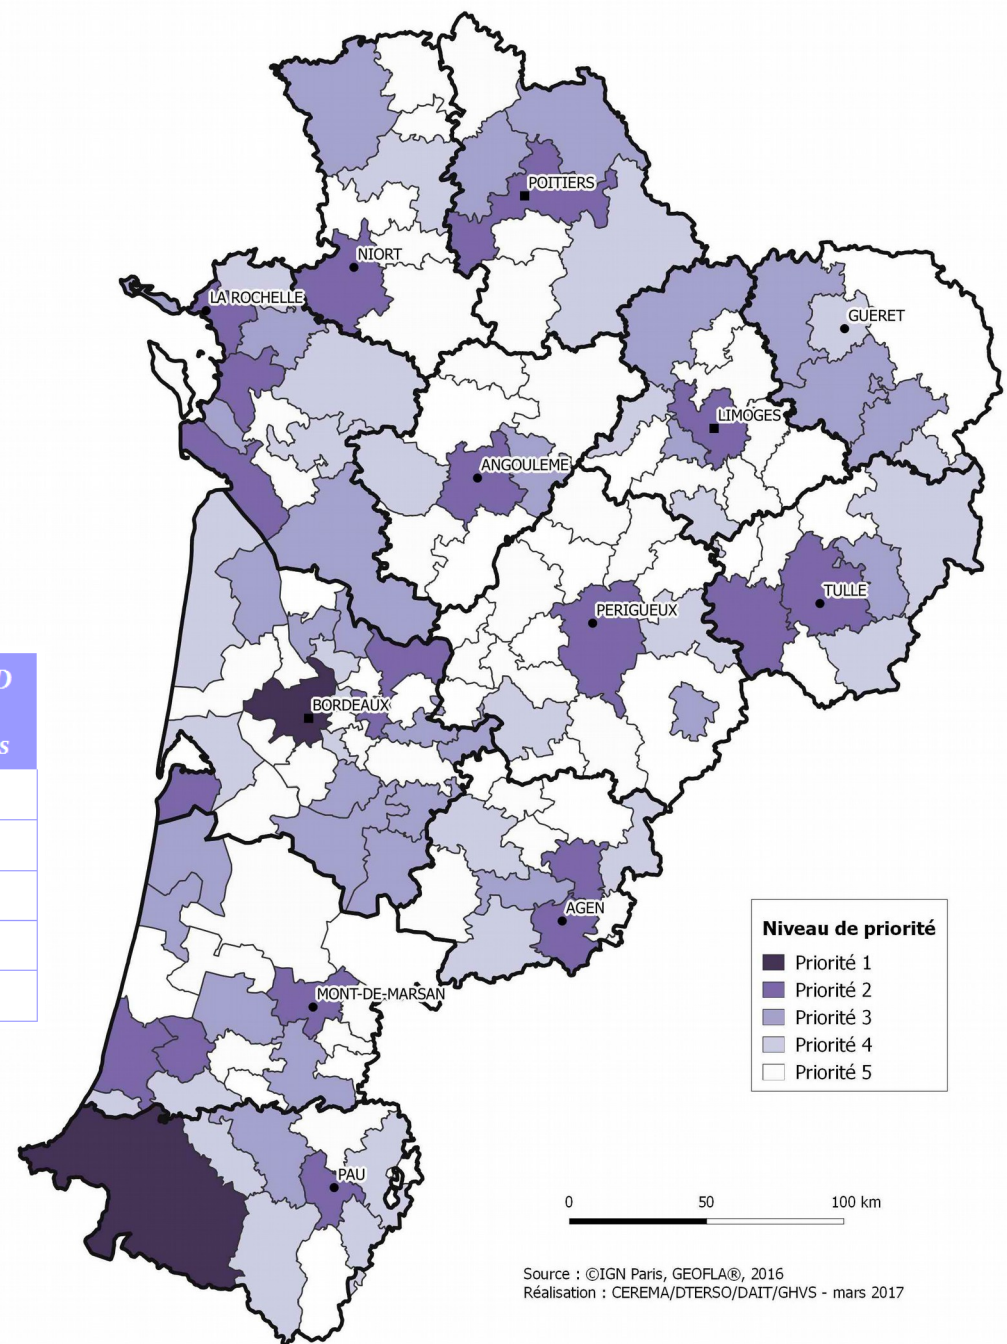 POITIERS
NIORT
LA ROCHELLE
GUERET
LIMOGES
ANGOULEME
TULLE
PERIGUEUX
D
BORDEAUX
s
AGEN
Niveau de priorité
Priorité 1
MONT-DE-MARSAN
Priorité 2
Priorité 3
Priorité 4
Priorité 5
PAU
0 50 100 km
Source : ©IGN Paris, GEOFLA®, 2016
Réalisation : CEREMA/DTERSO/DAIT/GHVS - mars 2017